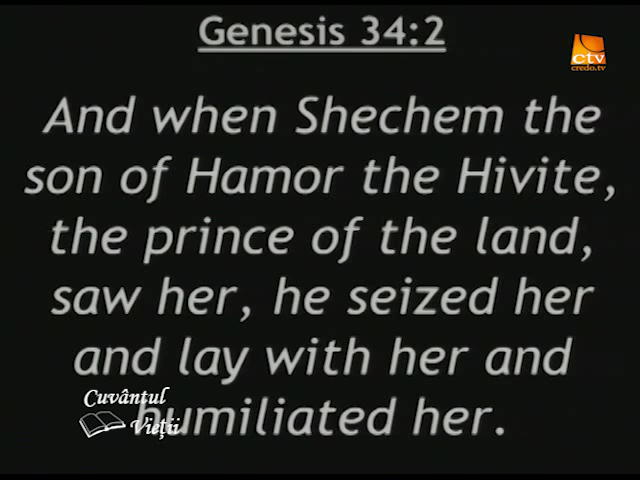 Genesis 34:2
ctv
credo.tv
And when Shechem the
son of Hamor the Hivite,
the prince of the land,
saw her, he seized her
and lay with her and
humiliated her.
Cuvântul
Vieții